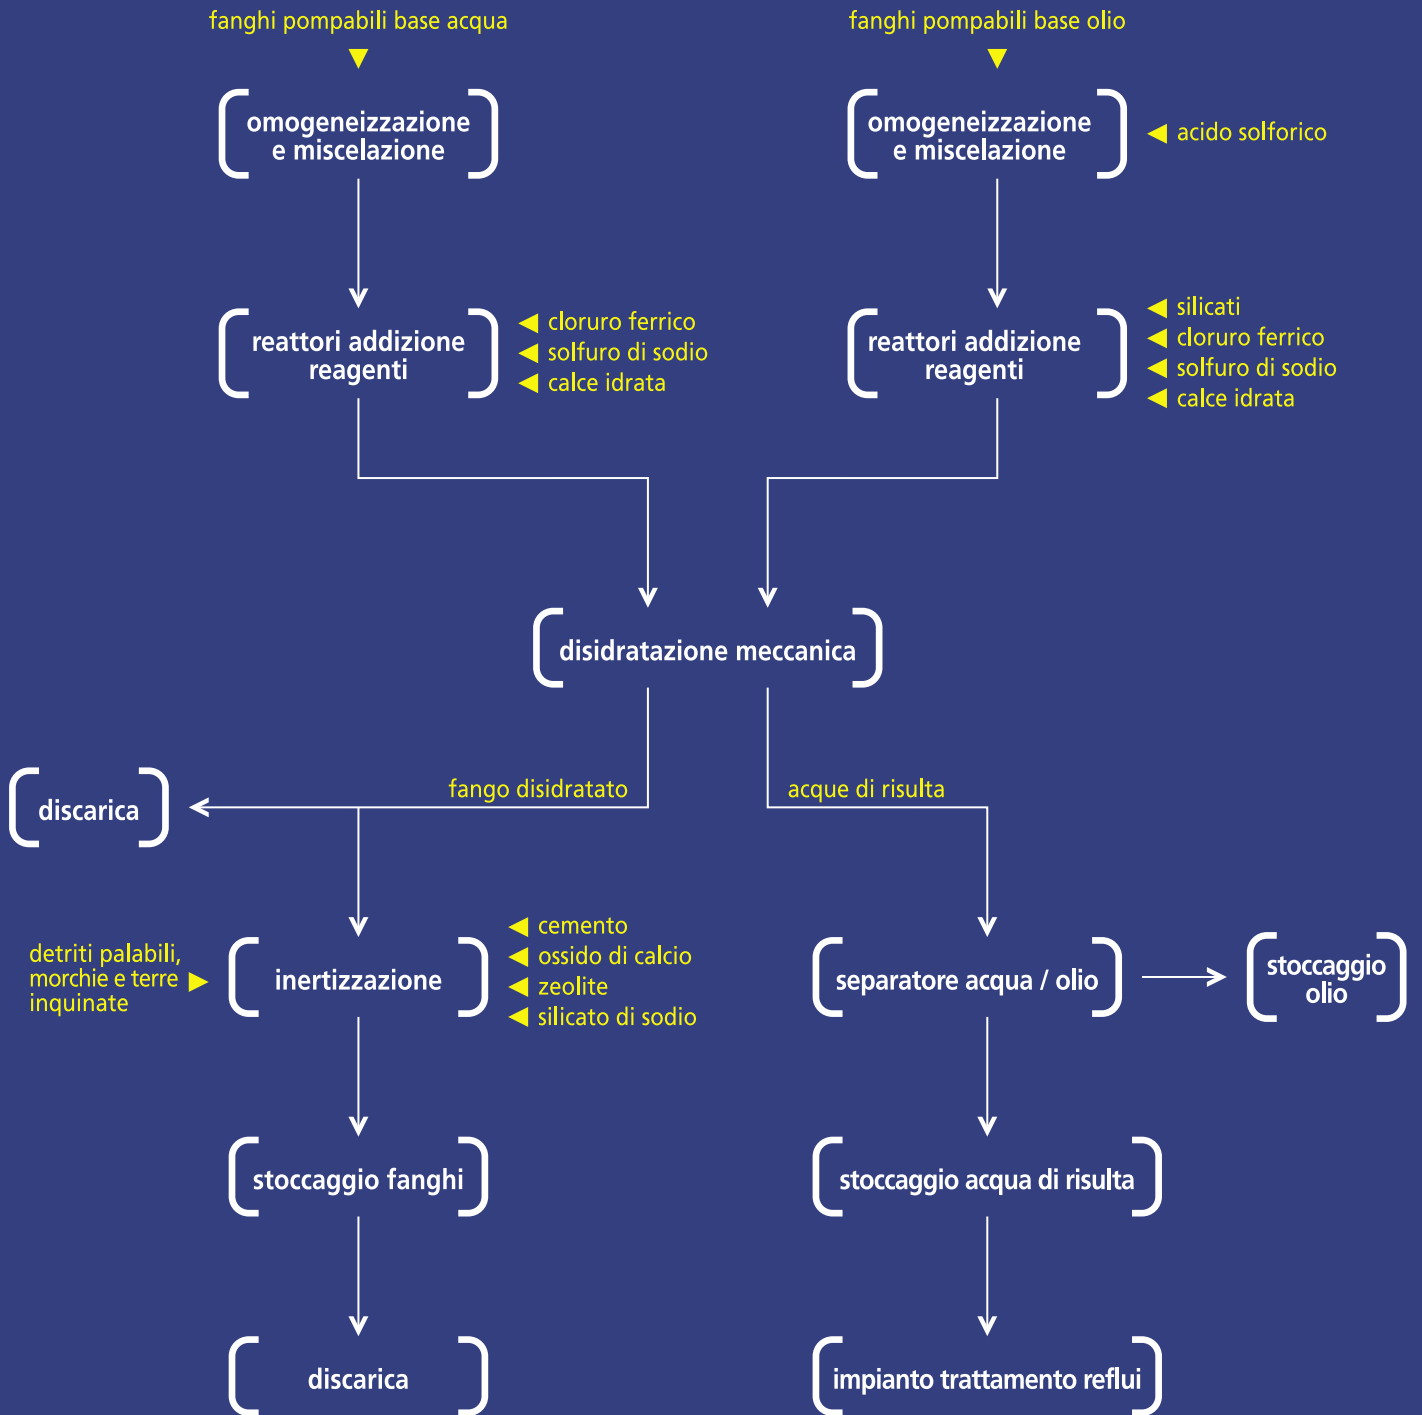 fanghi pompabili base acqua
fanghi pompabili base olio
omogeneizzazione
e miscelazione
omogeneizzazione
e miscelazione
acido solforico
reattori addizione
reagenti
cloruro ferrico
solfuro di sodio
calce idrata
reattori addizione
reagenti
silicati
cloruro ferrico
solfuro di sodio
calce idrata
disidratazione meccanica
discarica
fango disidratato
acque di risulta
detriti palabili,
morchie e terre
inquinate
inertizzazione
cemento
ossido di calcio
zeolite
silicato di sodio
separatore acqua / olio
stoccaggio
olio
stoccaggio fanghi
stoccaggio acqua di risulta
discarica
impianto trattamento reflui